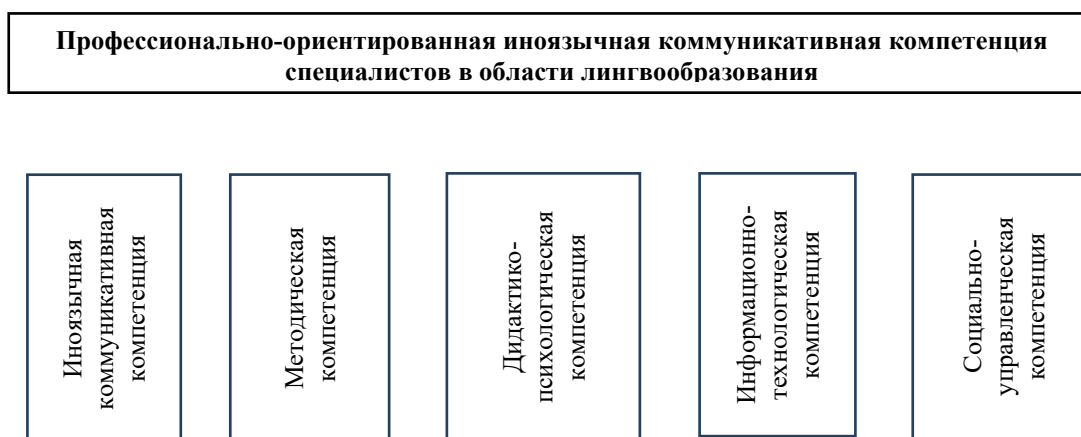 Профессионально-ориентированная иноязычная коммуникативная компетенция
специалистов в области лингвообразования
Иноязычная
коммуникативная
компетенция
Методическая
компетенция
Дидактико-
психологическая
компетенция
Информационно-
технологическая
компетенция
Социально-
управленческая
компетенция